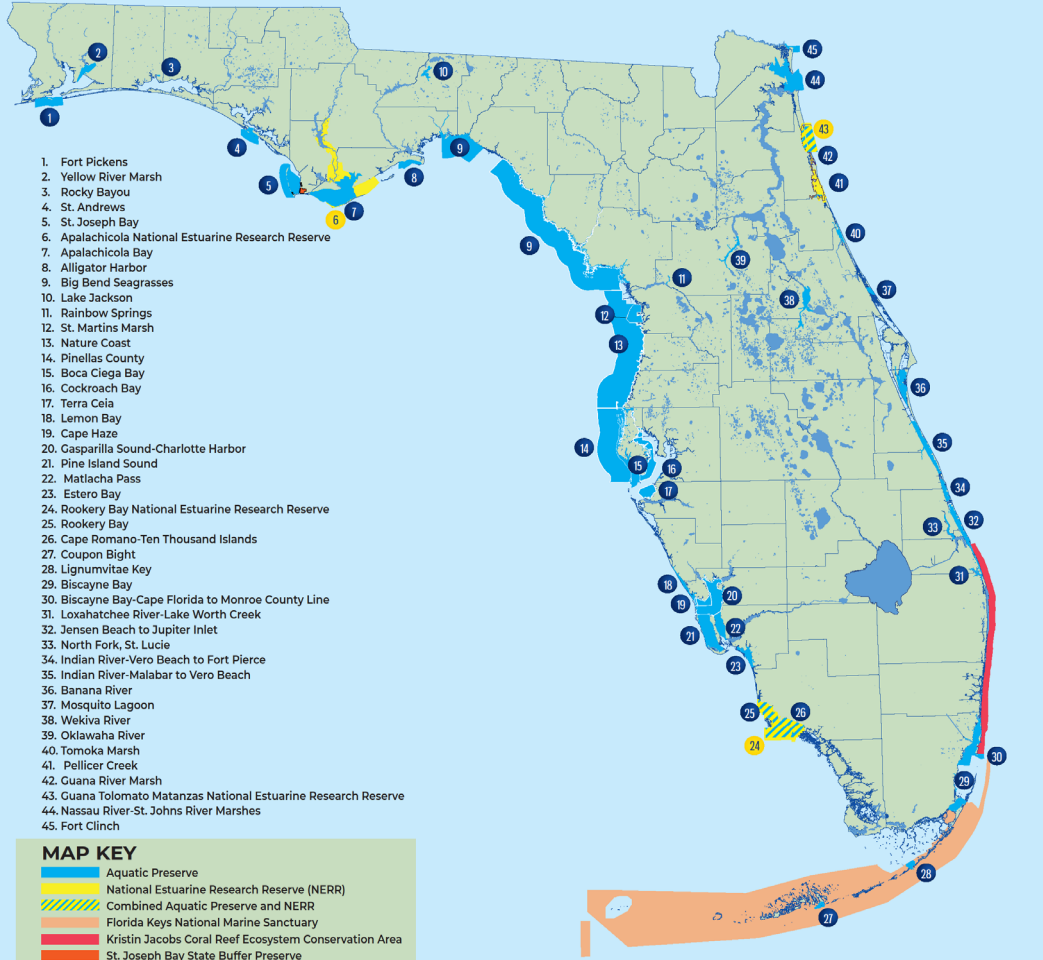 45
2
3
10
44
1
43
4
9
42
8
5
41
7
6
40
9
39
11
37
38
12
13
36
35
14
15
16
17
34
32
33
31
18
20
19
22
21
23
25
26
24
30
29
28
27
1. Fort Pickens
2. Yellow River Marsh
3. Rocky Bayou
4. St. Andrews
5. St. Joseph Bay
6. Apalachicola National Estuarine Research Reserve
7. Apalachicola Bay
8. Alligator Harbor
9. Big Bend Seagrasses
10. Lake Jackson
11. Rainbow Springs
12. St. Martins Marsh
13. Nature Coast
14. Pinellas County
15. Boca Ciega Bay
16. Cockroach Bay
17. Terra Ceia
18. Lemon Bay
19. Cape Haze
20. Gasparilla Sound-Charlotte Harbor
21. Pine Island Sound
22. Matlacha Pass
23. Estero Bay
24. Rookery Bay National Estuarine Research Reserve
25. Rookery Bay
26. Cape Romano-Ten Thousand Islands
27. Coupon Bight
28. Lignumvitae Key
29. Biscayne Bay
30. Biscayne Bay-Cape Florida to Monroe County Line
31. Loxahatchee River-Lake Worth Creek
32. Jensen Beach to Jupiter Inlet
33. North Fork, St. Lucie
34. Indian River-Vero Beach to Fort Pierce
35. Indian River-Malabar to Vero Beach
36. Banana River
37. Mosquito Lagoon
38. Wekiva River
39. Oklawaha River
40. Tomoka Marsh
41. Pellicer Creek
42. Guana River Marsh
43. Guana Tolomato Matanzas National Estuarine Research Reserve
44. Nassau River-St. Johns River Marshes
45. Fort Clinch
MAP KEY
Aquatic Preserve
National Estuarine Research Reserve (NERR)
Combined Aquatic Preserve and NERR
Florida Keys National Marine Sanctuary
Kristin Jacobs Coral Reef Ecosystem Conservation Area
St. Joseph Bay State Buffer Preserve